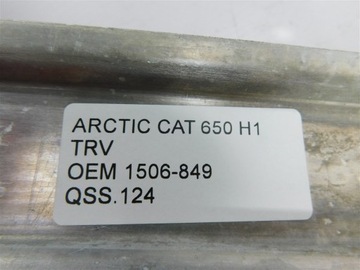 ARCTIC CAT 650 H1
TRV
OEM 1506-849
QSS.124